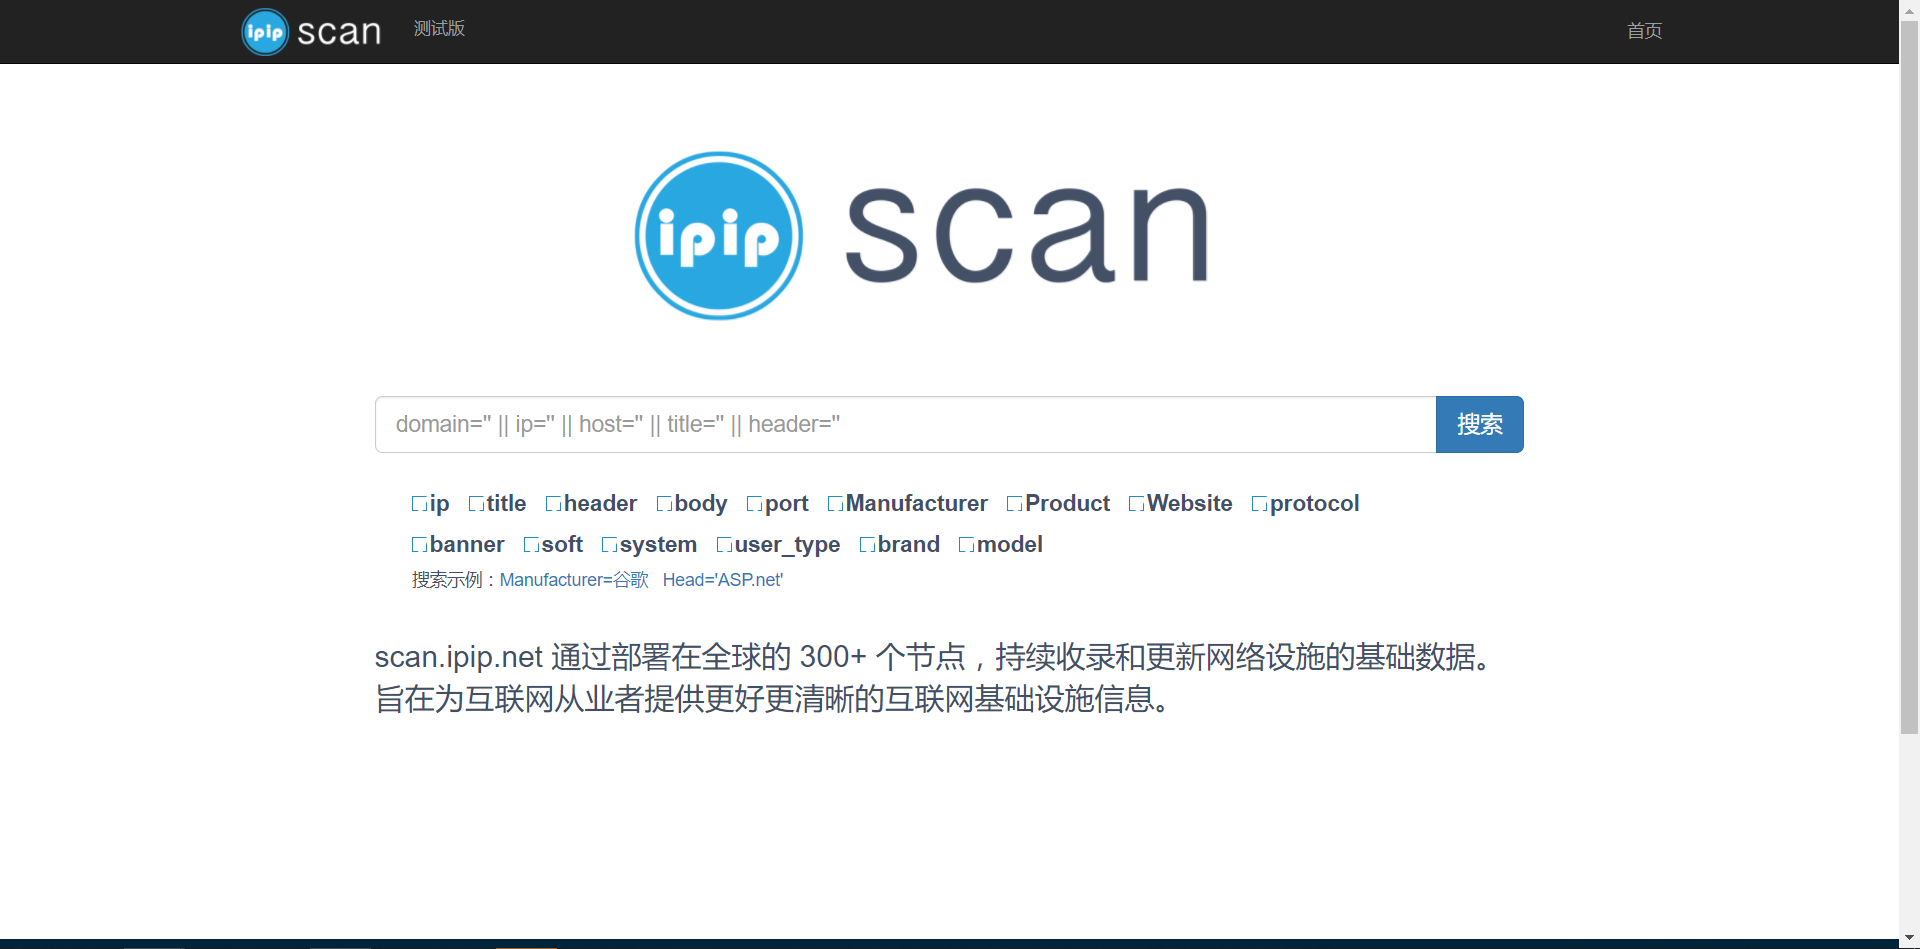 ipip scan 测试版 首页
ipip scan
domain='' || ip='' || host='' || title='' || header='' 搜索
ip title header body port Manufacturer Product Website protocol
banner soft system user_type brand model
搜索示例：Manufacturer=谷歌 Head='ASP.net'
scan.ipip.net 通过部署在全球的 300+ 个节点，持续收录和更新网络设施的基础数据。
旨在为互联网从业者提供更好更清晰的互联网基础设施信息。